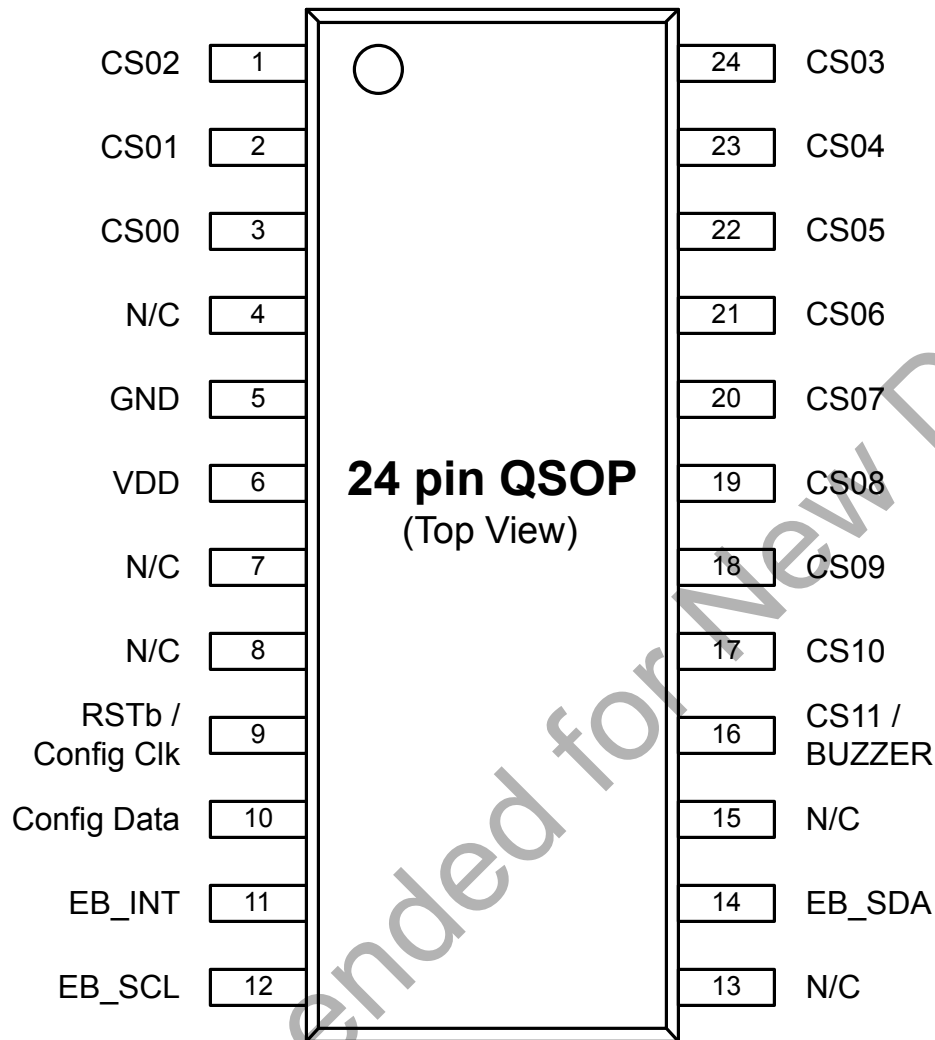 CS02 1
CS01 2
CS00 3
N/C 4
GND 5
VDD 6
N/C 7
N/C 8
RSTb /
Config Clk 9
Config Data 10
EB_INT 11
EB_SCL 12
24 pin QSOP
(Top View)
24 CS03
23 CS04
22 CS05
21 CS06
20 CS07
19 CS08
18 CS09
17 CS10
16 CS11 /
BUZZER
15 N/C
14 EB_SDA
13 N/C
ended for New D